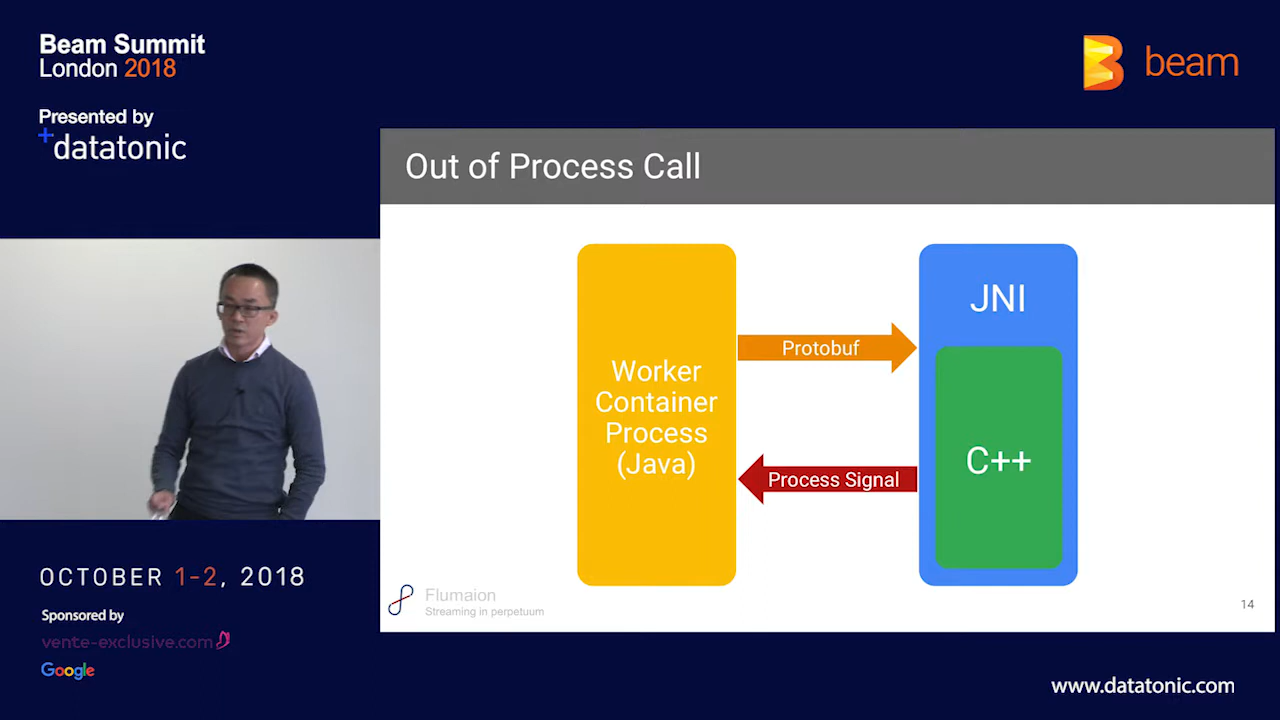 Beam Summit
London 2018
Presented by
+datatonic
beam
Out of Process Call
Worker
Container
Process
(Java)
Protobuf
Process Signal
JNI
C++
Flumaion
Streaming in perpetuum
14
OCTOBER 1-2, 2018
Sponsored by
vente-exclusive.com
Google
www.datatonic.com